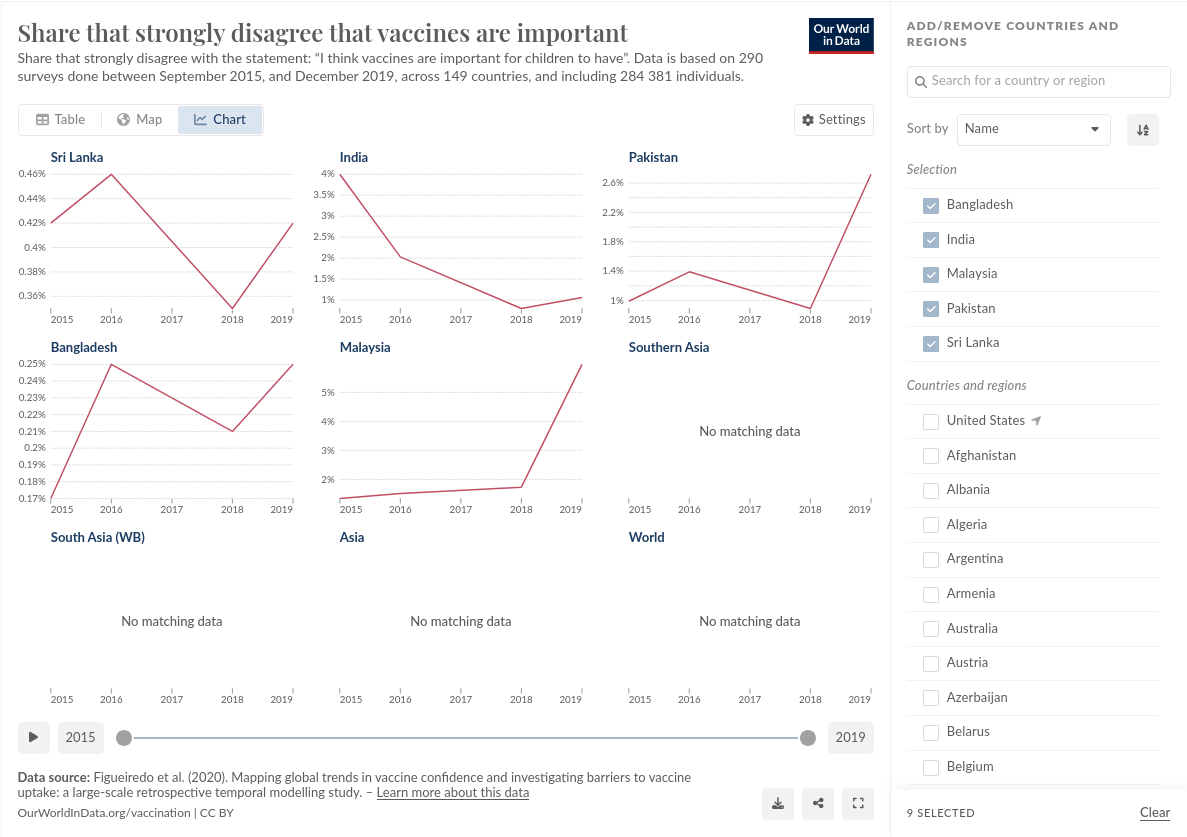 Share that strongly disagree that vaccines are important
Our World
in Data
Share that strongly disagree with the statement: “I think vaccines are important for children to have”. Data is based on 290
surveys done between September 2015, and December 2019, across 149 countries, and including 284 381 individuals.
Table
Map
Chart
Settings
Sri Lanka
0.46%
0.44%
0.42%
0.4%
0.38%
0.36%
2015 2016 2017 2018 2019
India
4%
3.5%
3%
2.5%
2%
1.5%
1%
2015 2016 2017 2018 2019
Pakistan
2.6%
2.2%
1.8%
1.4%
1%
2015 2016 2017 2018 2019
Bangladesh
0.25%
0.24%
0.23%
0.22%
0.21%
0.2%
0.19%
0.18%
0.17%
2015 2016 2017 2018 2019
Malaysia
5%
4%
3%
2%
2015 2016 2017 2018 2019
Southern Asia
No matching data
2015 2016 2017 2018 2019
South Asia (WB)
No matching data
2015 2016 2017 2018 2019
Asia
No matching data
2015 2016 2017 2018 2019
World
No matching data
2015 2016 2017 2018 2019
2015
2019
Data source: Figueiredo et al. (2020). Mapping global trends in vaccine confidence and investigating barriers to vaccine
uptake: a large-scale retrospective temporal modelling study. – Learn more about this data
OurWorldInData.org/vaccination | CC BY
ADD/REMOVE COUNTRIES AND
REGIONS
Search for a country or region
Sort by
Name
Selection
Bangladesh
India
Malaysia
Pakistan
Sri Lanka
Countries and regions
United States
Afghanistan
Albania
Algeria
Argentina
Armenia
Australia
Austria
Azerbaijan
Belarus
Belgium
9 SELECTED
Clear